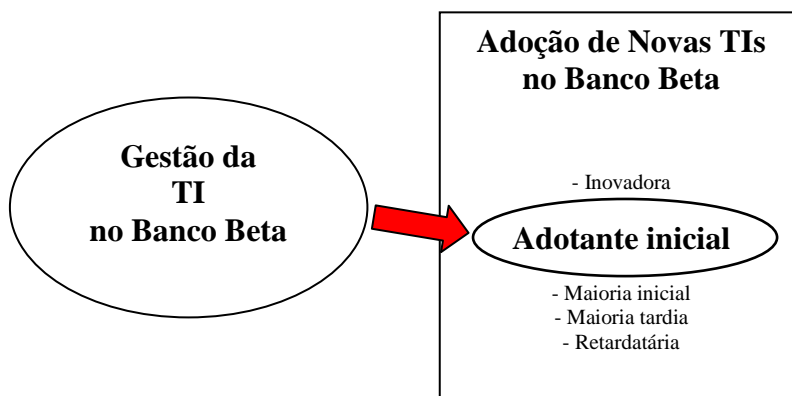 Adoção de Novas TIs
no Banco Beta
Gestão da
TI
no Banco Beta
- Inovadora
Adotante inicial
- Maioria inicial
- Maioria tardia
- Retardatária